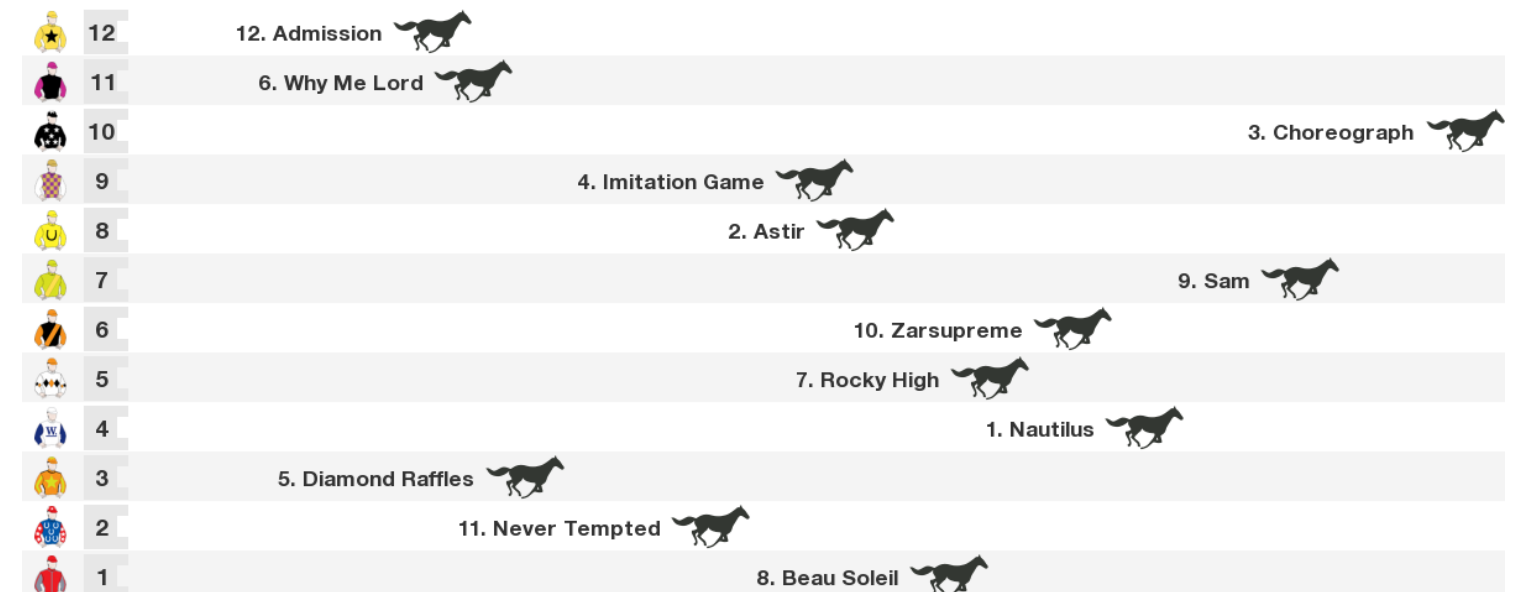 12 12. Admission
11 6. Why Me Lord
10 3. Choreograph
9 4. Imitation Game
U 8 2. Astir
7 9. Sam
6 10. Zarsupreme
5 7. Rocky High
W 4 1. Nautilus
3 5. Diamond Raffles
2 11. Never Tempted
1 8. Beau Soleil